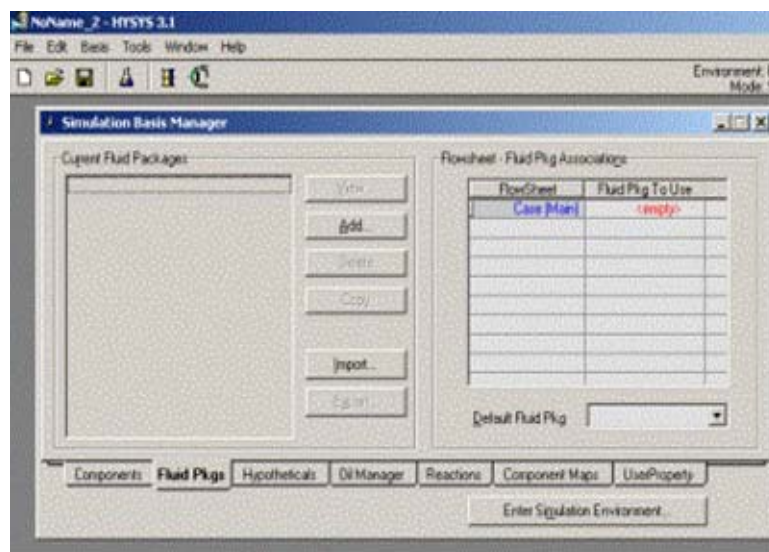 NoName_2 - HYSYS 3.1
File Edit Basis Tools Window Help
Environment:
Mode:
Simulation Basis Manager
Current Fluid Packages
Flowsheet - Fluid Pkg Associations
View...
Add...
Delete
Copy
Import...
Export...
FlowSheet Fluid Pkg To Use
Case (Main) <empty>
Default Fluid Pkg
Components Fluid Pkgs Hypotheticals Oil Manager Reactions Component Maps UserProperty
Enter Simulation Environment...